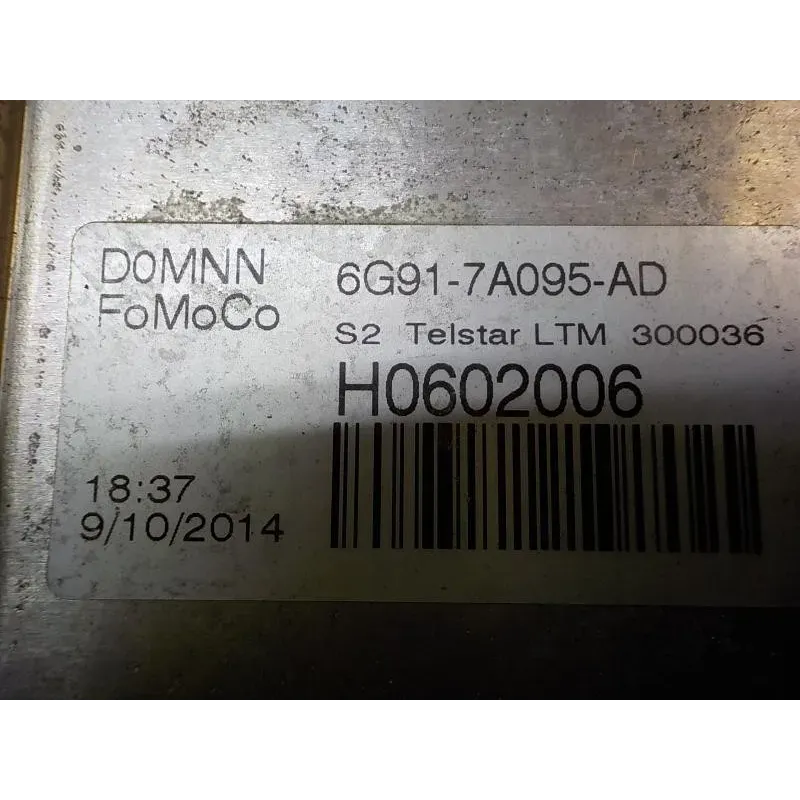 D0MNN
FoMoCo
6G91-7A095-AD
S2 Telstar LTM 300036
H0602006
18:37
9/10/2014